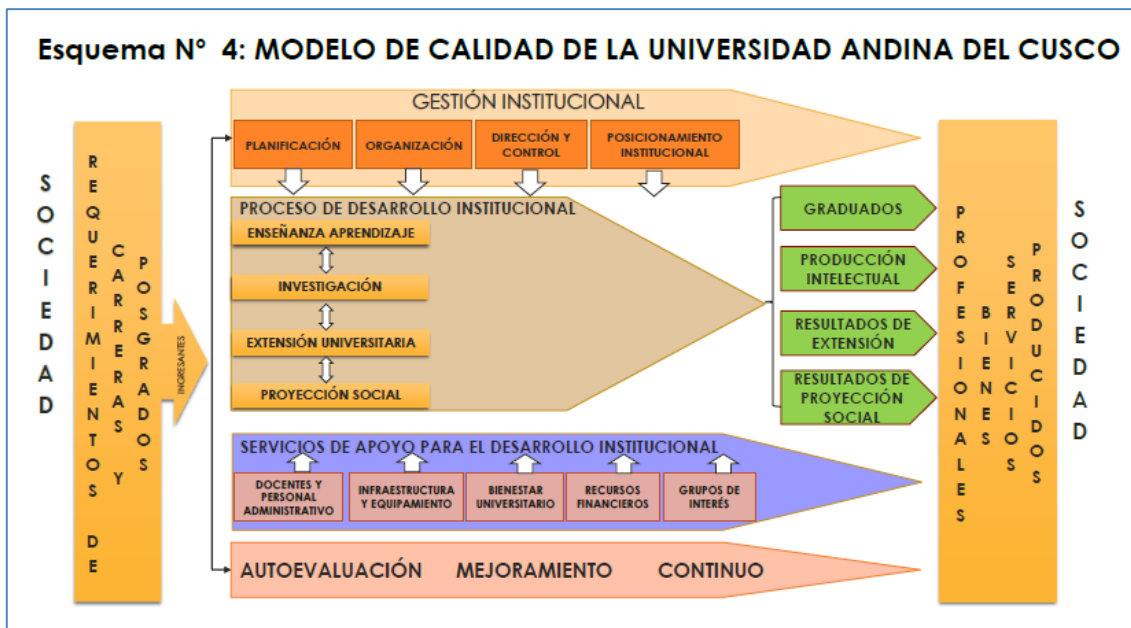 Esquema N° 4: MODELO DE CALIDAD DE LA UNIVERSIDAD ANDINA DEL CUSCO
SOCIEDAD
REQUERIMIENTOS DE
CARRERAS Y
POSGRADOS
INGRESANTES
GESTIÓN INSTITUCIONAL
PLANIFICACIÓN
ORGANIZACIÓN
DIRECCIÓN Y
CONTROL
POSICIONAMIENTO
INSTITUCIONAL
PROCESO DE DESARROLLO INSTITUCIONAL
ENSEÑANZA APRENDIZAJE
INVESTIGACIÓN
EXTENSIÓN UNIVERSITARIA
PROYECCIÓN SOCIAL
GRADUADOS
PRODUCCIÓN
INTELECTUAL
RESULTADOS DE
EXTENSIÓN
RESULTADOS DE
PROYECCIÓN
SOCIAL
SERVICIOS DE APOYO PARA EL DESARROLLO INSTITUCIONAL
DOCENTES Y
PERSONAL
ADMINISTRATIVO
INFRAESTRUCTURA
Y EQUIPAMIENTO
BIENESTAR
UNIVERSITARIO
RECURSOS
FINANCIEROS
GRUPOS DE
INTERÉS
AUTOEVALUACIÓN MEJORAMIENTO CONTINUO
PROFESIONALES
BIENES
SERVICIOS
PRODUCIDOS
SOCIEDAD